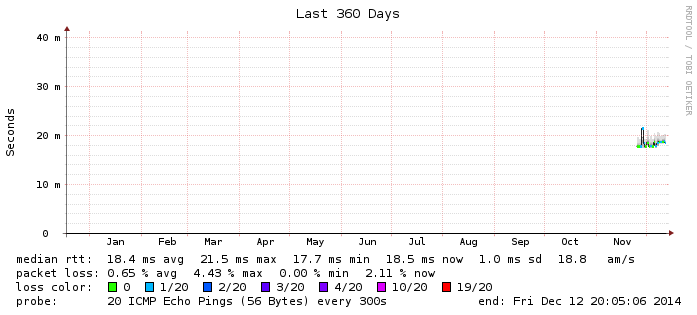 Last 360 Days
RRDTOOL / TOBI OETIKER
Seconds
40 m
30 m
20 m
10 m
0
Jan Feb Mar Apr May Jun Jul Aug Sep Oct Nov
median rtt: 18.4 ms avg 21.5 ms max 17.7 ms min 18.5 ms now 1.0 ms sd 18.8 am/s
packet loss: 0.65 % avg 4.43 % max 0.00 % min 2.11 % now
loss color: 0 1/20 2/20 3/20 4/20 10/20 19/20
probe: 20 ICMP Echo Pings (56 Bytes) every 300s end: Fri Dec 12 20:05:06 2014